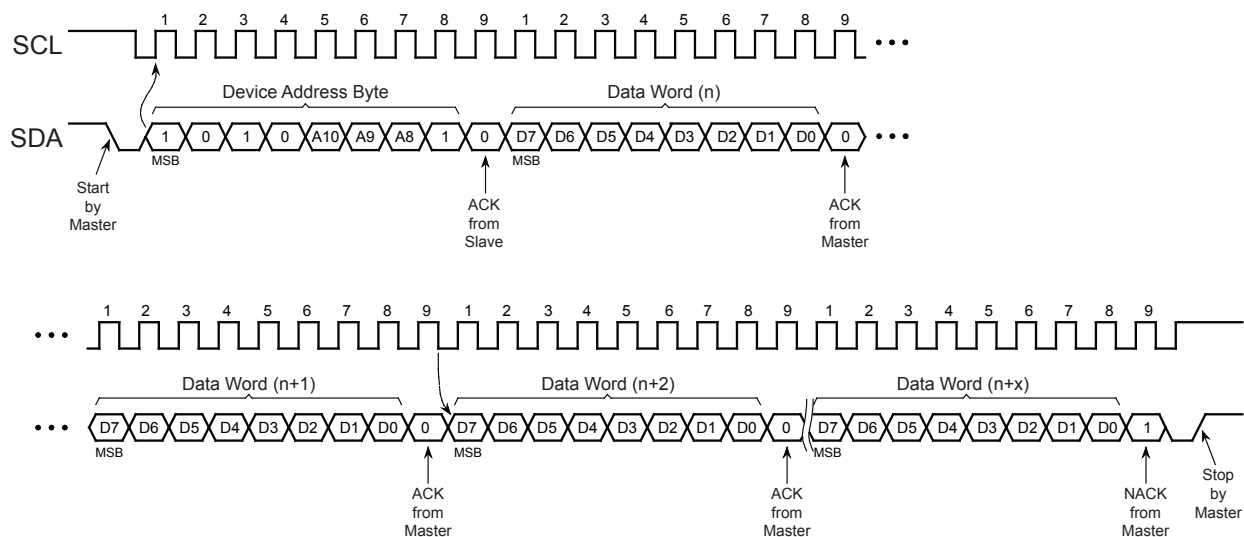 1 2 3 4 5 6 7 8 9 1 2 3 4 5 6 7 8 9
SCL
Device Address Byte Data Word (n)
SDA 1 0 1 0 A10 A9 A8 1 0 D7 D6 D5 D4 D3 D2 D1 D0 0
MSB MSB
Start
by
Master
ACK
from
Slave
ACK
from
Master
1 2 3 4 5 6 7 8 9 1 2 3 4 5 6 7 8 9 1 2 3 4 5 6 7 8 9
Data Word (n+1) Data Word (n+2) Data Word (n+x)
D7 D6 D5 D4 D3 D2 D1 D0 0 D7 D6 D5 D4 D3 D2 D1 D0 0 D7 D6 D5 D4 D3 D2 D1 D0 1
MSB MSB MSB
ACK
from
Master
ACK
from
Master
NACK
from
Master
Stop
by
Master